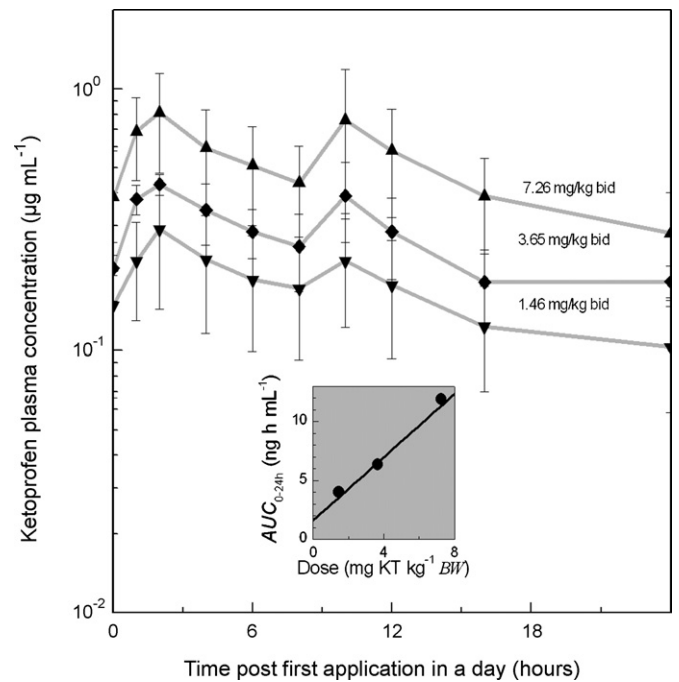 10⁰
10⁻¹
10⁻²
Ketoprofen plasma concentration (µg mL⁻¹)
7.26 mg/kg bid
3.65 mg/kg bid
1.46 mg/kg bid
AUC₀₋₂₄ₕ (ng h mL⁻¹)
10
5
0
0 4 8
Dose (mg KT kg⁻¹ BW)
0 6 12 18
Time post first application in a day (hours)